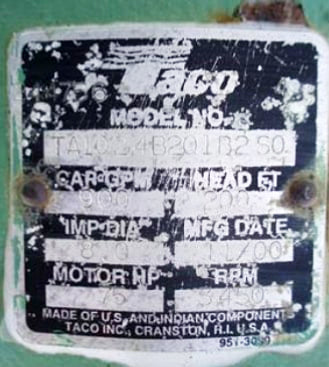 Taco
MODEL NO.
CAP. GPM HEAD FT
900 200
IMP DIA MFG DATE
MOTOR HP RPM
75 3450
MADE OF U.S. AND INDIAN COMPONENTS
TACO INC., CRANSTON, R.I. U.S.A.